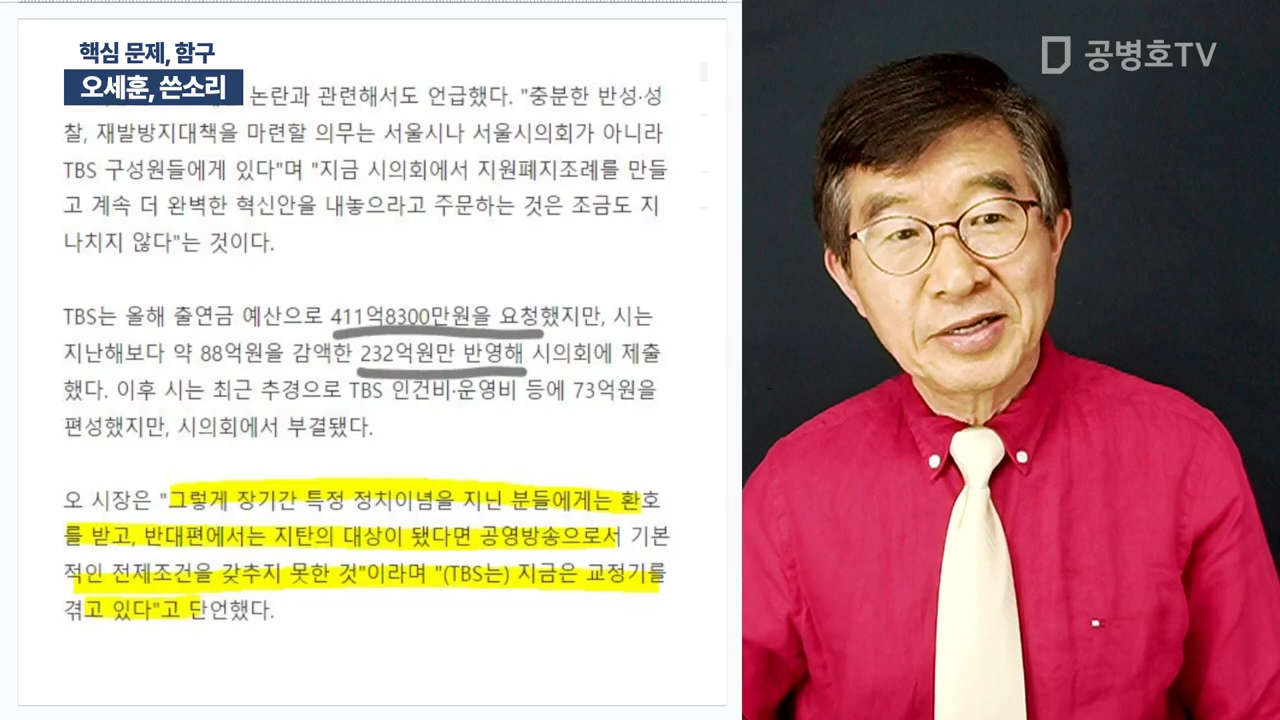 핵심 문제, 함구
오세훈, 쓴소리
공병호TV
논란과 관련해서도 언급했다. "충분한 반성·성
찰, 재발방지대책을 마련할 의무는 서울시나 서울시의회가 아니라
TBS 구성원들에게 있다"며 "지금 시의회에서 지원폐지조례를 만들
고 계속 더 완벽한 혁신안을 내놓으라고 주문하는 것은 조금도 지
나치지 않다"는 것이다.
TBS는 올해 출연금 예산으로 411억8300만원을 요청했지만, 시는
지난해보다 약 88억원을 감액한 232억원만 반영해 시의회에 제출
했다. 이후 시는 최근 추경으로 TBS 인건비·운영비 등에 73억원을
편성했지만, 시의회에서 부결됐다.
오 시장은 "그렇게 장기간 특정 정치이념을 지닌 분들에게는 환호
를 받고, 반대편에서는 지탄의 대상이 됐다면 공영방송으로서 기본
적인 전제조건을 갖추지 못한 것"이라며 "(TBS는) 지금은 교정기를
겪고 있다"고 단언했다.